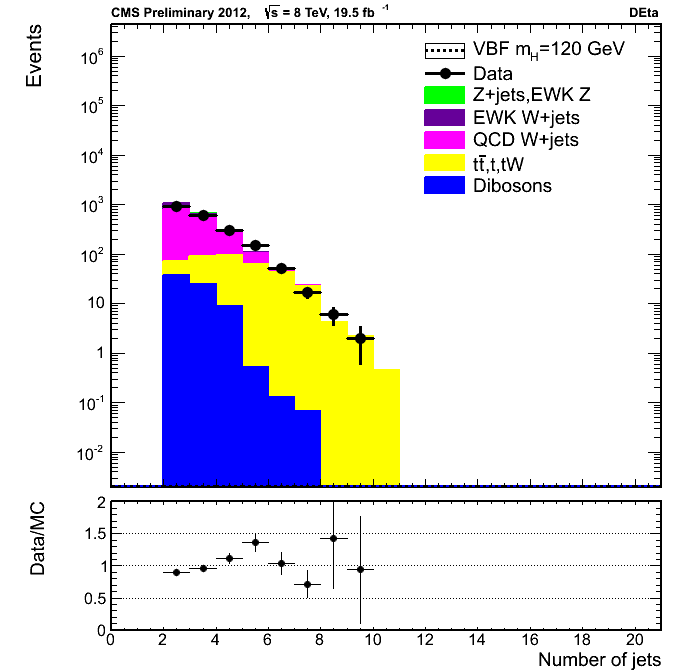 CMS Preliminary 2012, √s = 8 TeV, 19.5 fb⁻¹ DEta
Events
10⁶
10⁵
10⁴
10³
10²
10
1
10⁻¹
10⁻²
VBF m_H=120 GeV
Data
Z+jets,EWK Z
EWK W+jets
QCD W+jets
tt̅,t,tW
Dibosons
Data/MC
2
1.5
1
0.5
0
0 2 4 6 8 10 12 14 16 18 20
Number of jets